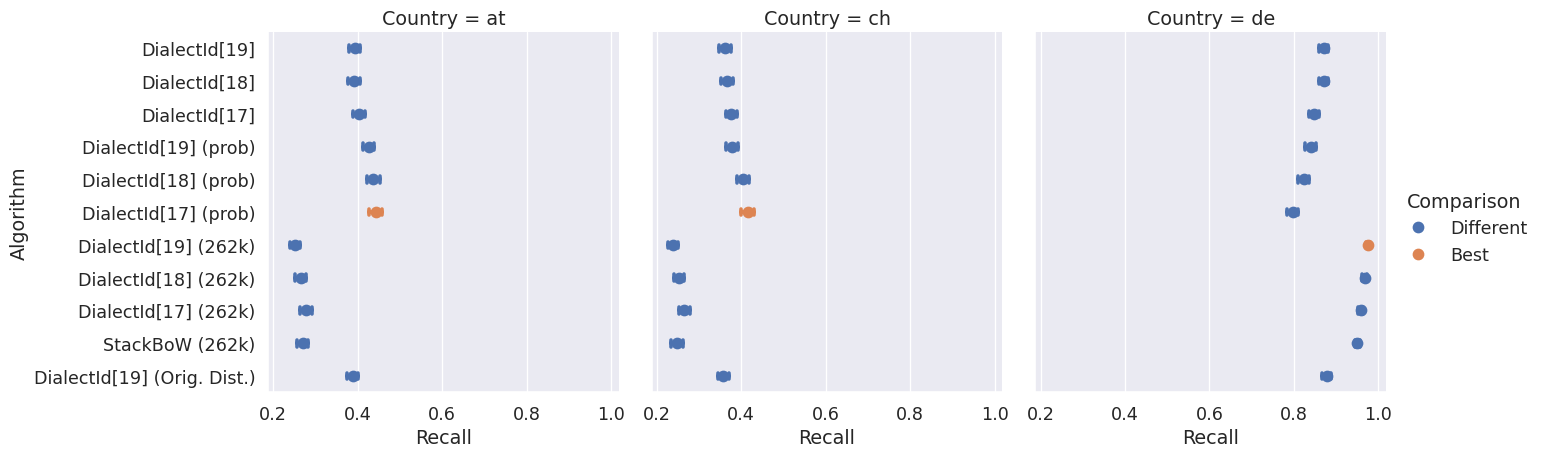 Country = at
Country = ch
Country = de
Algorithm
DialectId[19]
DialectId[18]
DialectId[17]
DialectId[19] (prob)
DialectId[18] (prob)
DialectId[17] (prob)
DialectId[19] (262k)
DialectId[18] (262k)
DialectId[17] (262k)
StackBoW (262k)
DialectId[19] (Orig. Dist.)
0.2 0.4 0.6 0.8 1.0
Recall
0.2 0.4 0.6 0.8 1.0
Recall
0.2 0.4 0.6 0.8 1.0
Recall
Comparison
Different
Best